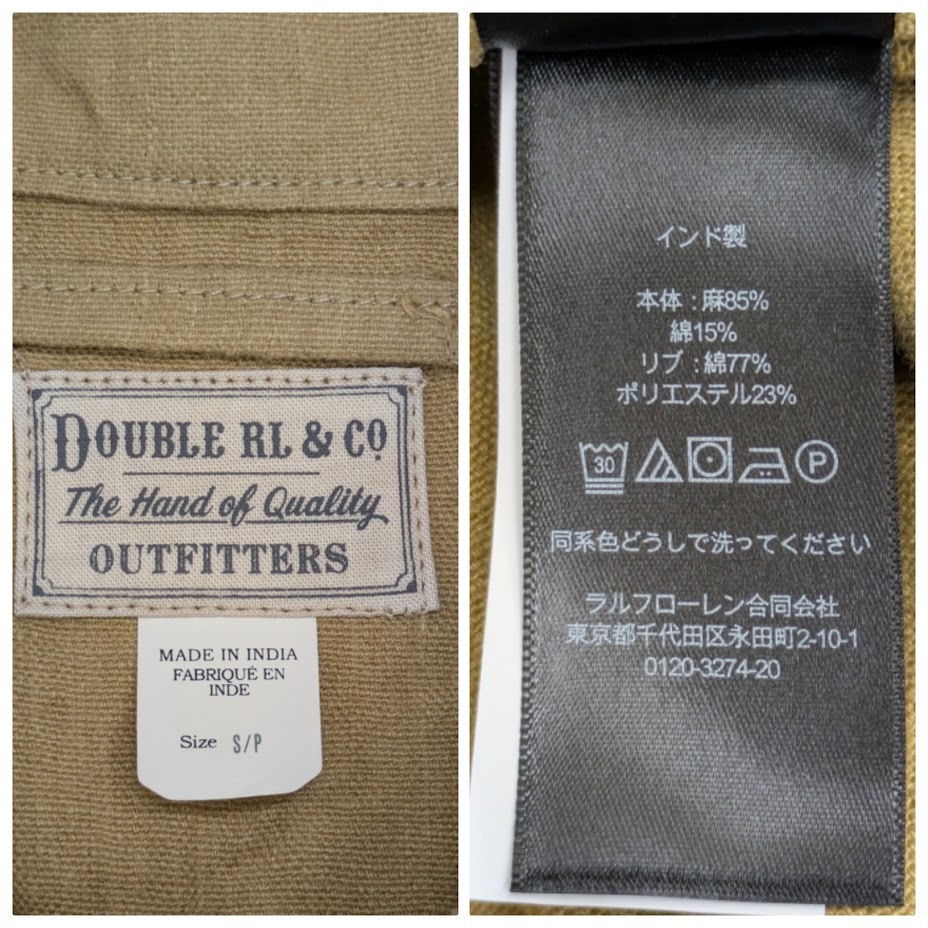 DOUBLE RL & CO.
The Hand of Quality
OUTFITTERS
MADE IN INDIA
FABRIQUÉ EN
INDE
Size S/P
インド製
本体 : 麻85%
綿15%
リブ : 綿77%
ポリエステル23%
30 P
同系色どうしで洗ってください
ラルフローレン合同会社
東京都千代田区永田町2-10-1
0120-3274-20